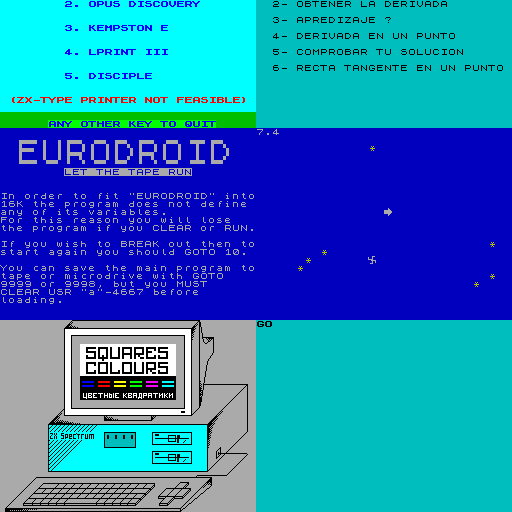 2. OPUS DISCOVERY
3. KEMPSTON E
4. LPRINT III
5. DISCIPLE
(ZX-TYPE PRINTER NOT FEASIBLE)
ANY OTHER KEY TO QUIT
2- OBTENER LA DERIVADA
3- APREDIZAJE ?
4- DERIVADA EN UN PUNTO
5- COMPROBAR TU SOLUCION
6- RECTA TANGENTE EN UN PUNTO
EURODROID
LET THE TAPE RUN
In order to fit "EURODROID" into
16K the program does not define
any of its variables.
For this reason you will lose
the program if you CLEAR or RUN.
If you wish to BREAK out then to
start again you should GOTO 10.
You can save the main program to
tape or microdrive with GOTO
9999 or 9998, but you MUST
CLEAR USR "a"-4667 before
loading.
7.4
SQUARES
COLOURS
ЦВЕТНЫЕ КВАДРАТИКИ
ZX Spectrum
GO